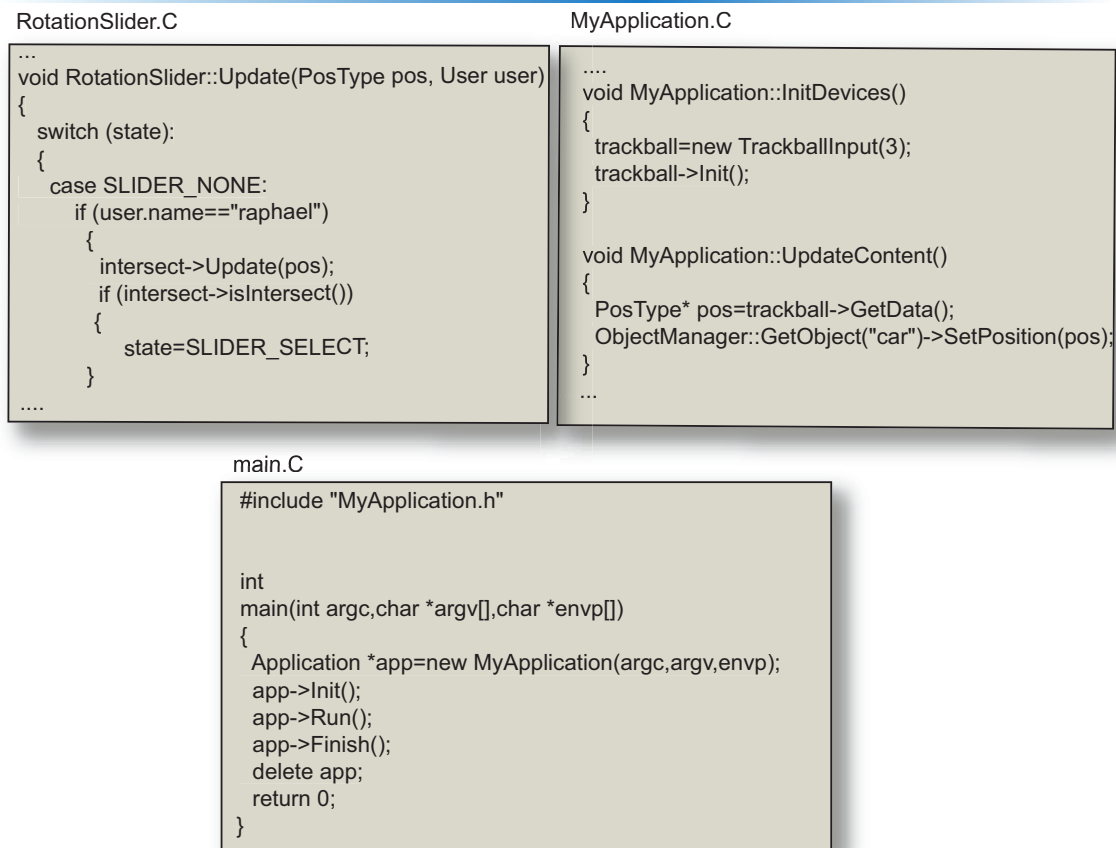 RotationSlider.C
...
void RotationSlider::Update(PosType pos, User user)
{
switch (state):
{
case SLIDER_NONE:
if (user.name=="raphael")
{
intersect->Update(pos);
if (intersect->isIntersect())
{
state=SLIDER_SELECT;
}
....
MyApplication.C
....
void MyApplication::InitDevices()
{
trackball=new TrackballInput(3);
trackball->Init();
}
void MyApplication::UpdateContent()
{
PosType* pos=trackball->GetData();
ObjectManager::GetObject("car")->SetPosition(pos);
}
...
main.C
#include "MyApplication.h"
int
main(int argc,char *argv[],char *envp[])
{
Application *app=new MyApplication(argc,argv,envp);
app->Init();
app->Run();
app->Finish();
delete app;
return 0;
}